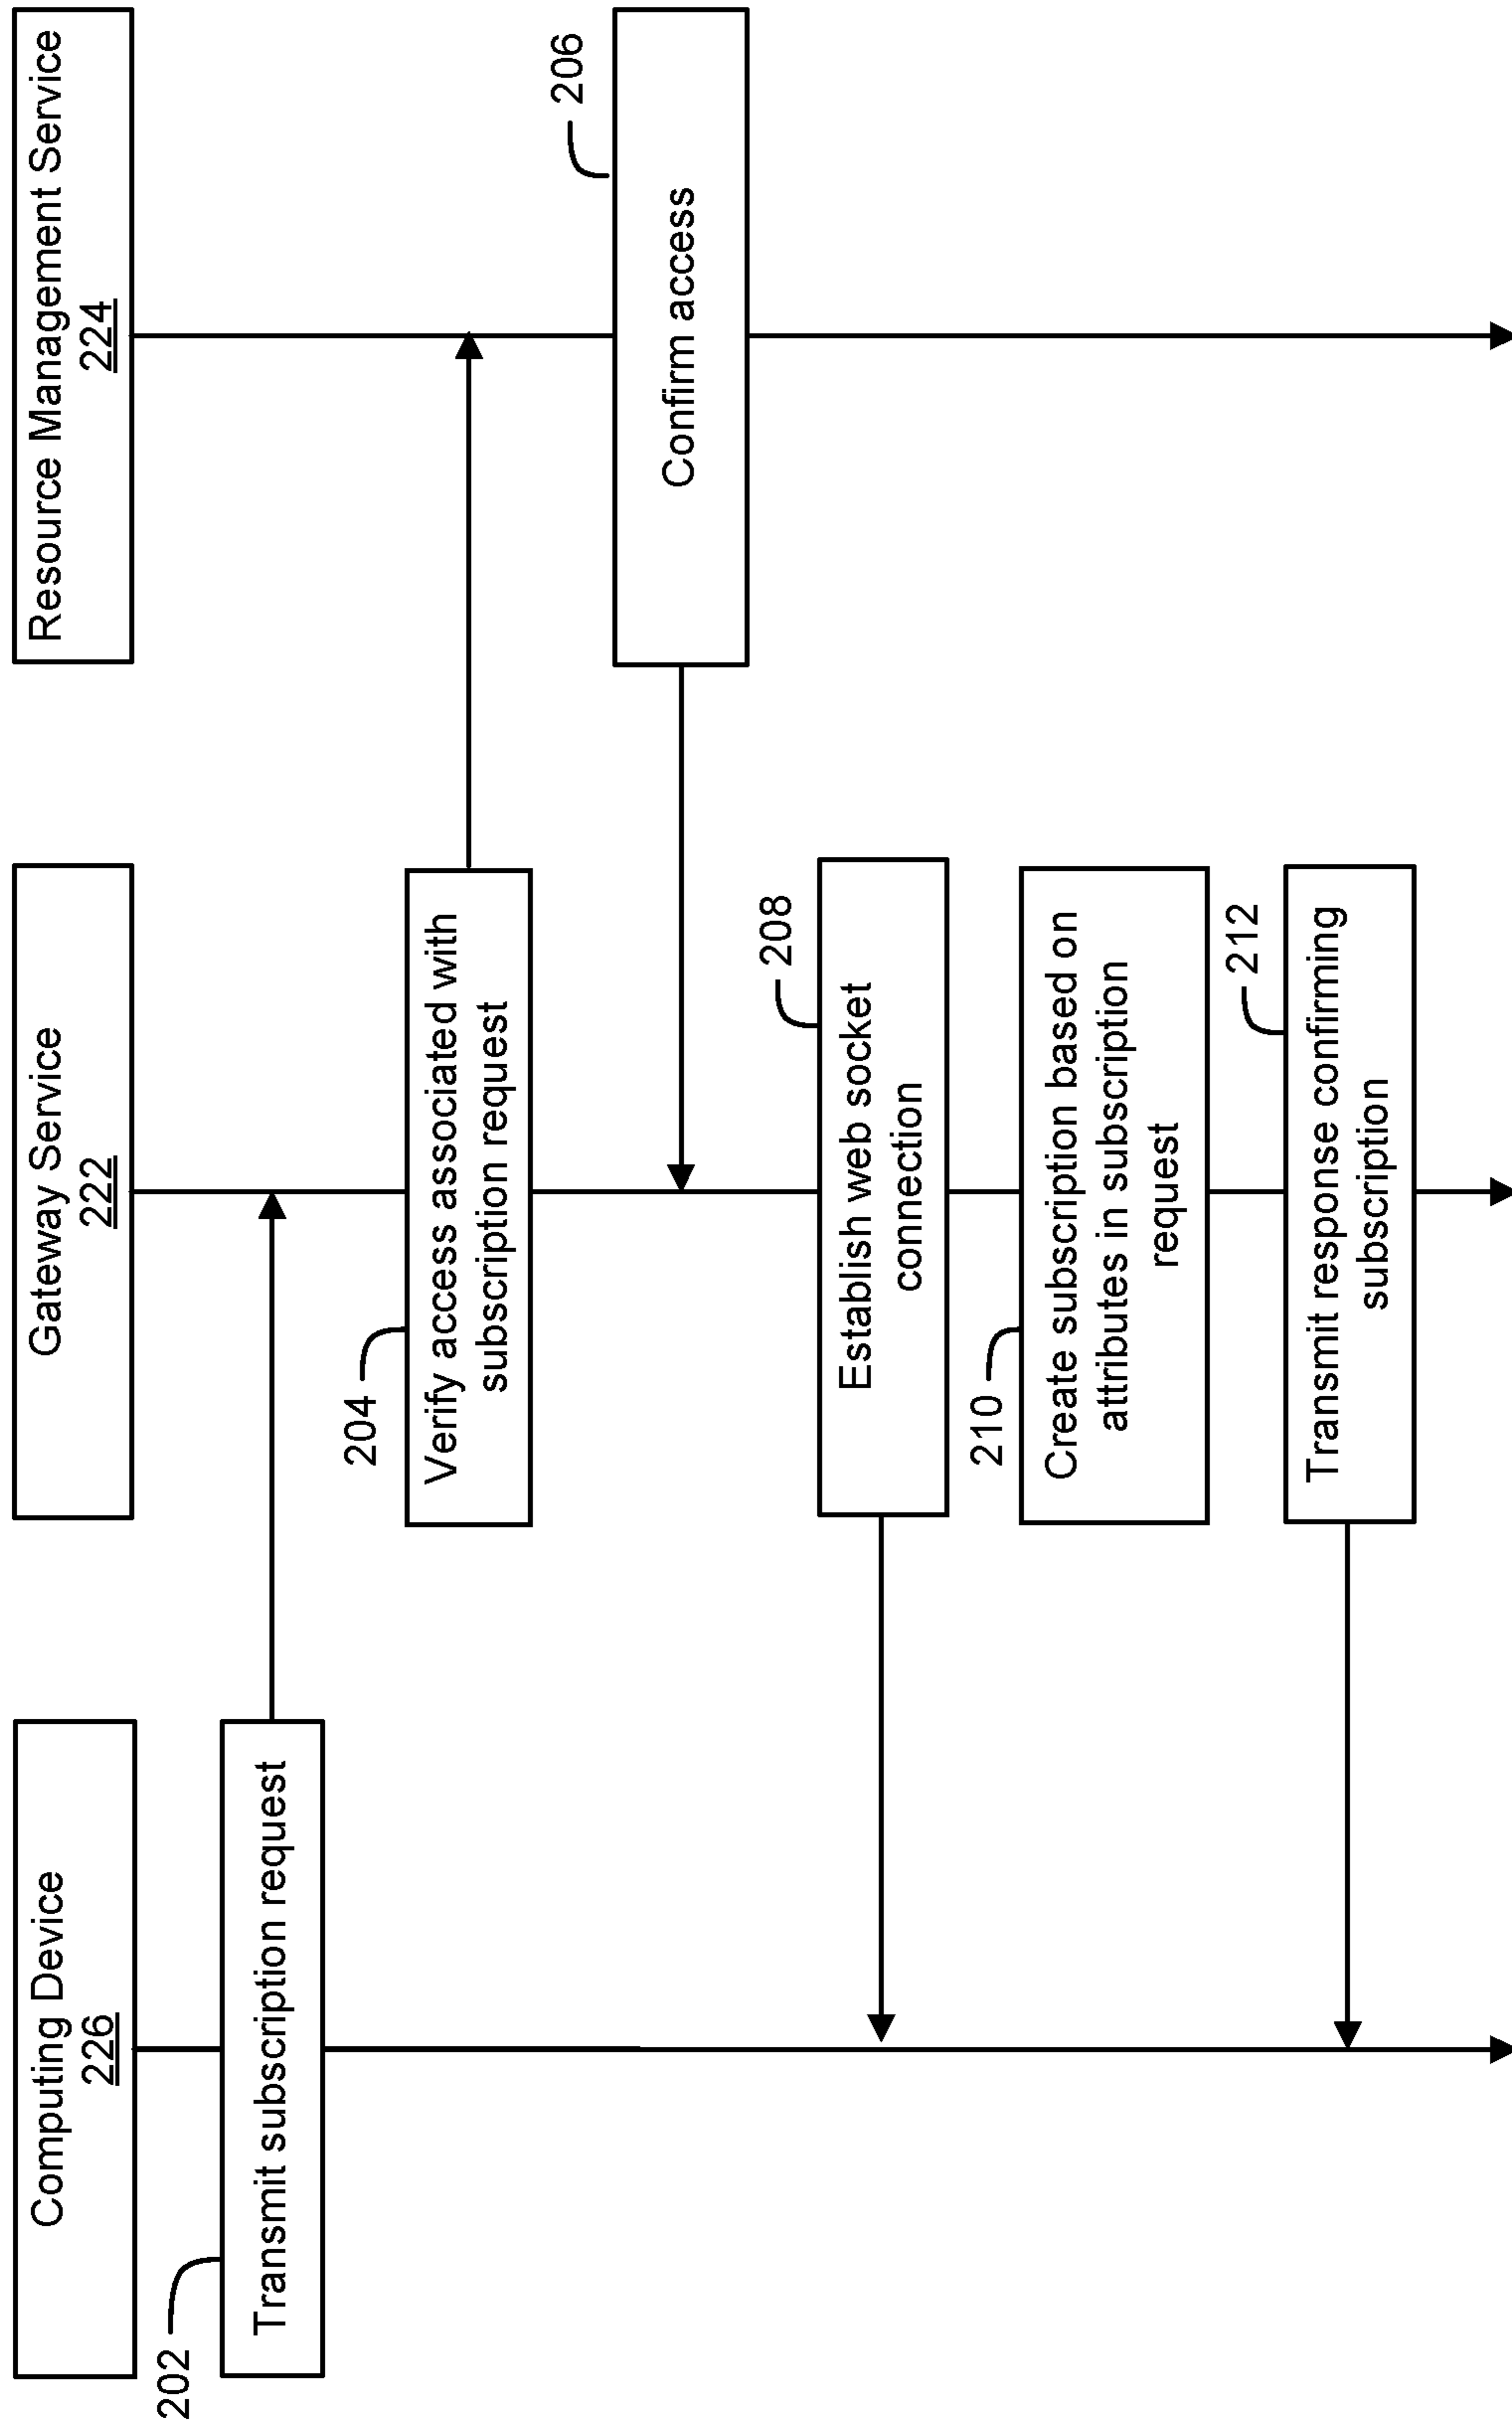 Computing Device
226
Gateway Service
222
Resource Management Service
224
202
Transmit subscription request
204
Verify access associated with
subscription request
206
Confirm access
208
Establish web socket
connection
210
Create subscription based on
attributes in subscription
request
212
Transmit response confirming
subscription